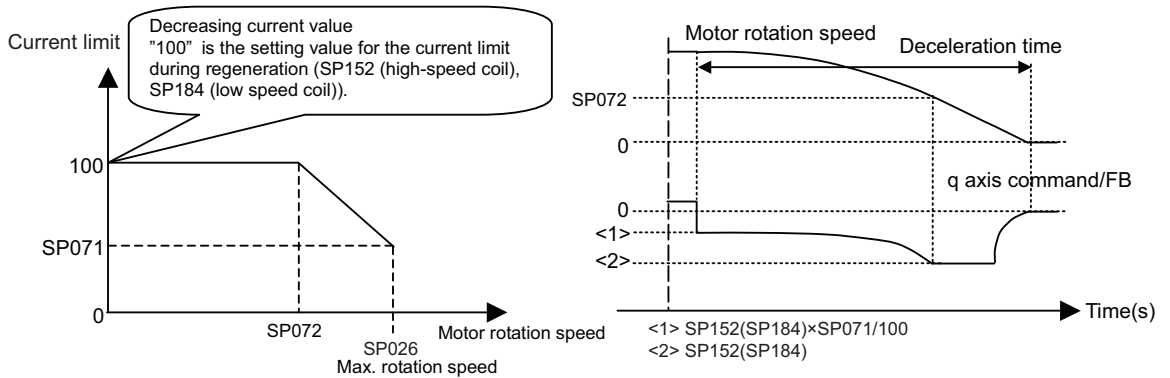 Decreasing current value
"100" is the setting value for the current limit
during regeneration (SP152 (high-speed coil),
SP184 (low speed coil)).
Current limit
100
SP071
0
SP072
Motor rotation speed
SP026
Max. rotation speed
Motor rotation speed
Deceleration time
SP072
0
q axis command/FB
0
<1>
<2>
Time(s)
<1> SP152(SP184)×SP071/100
<2> SP152(SP184)